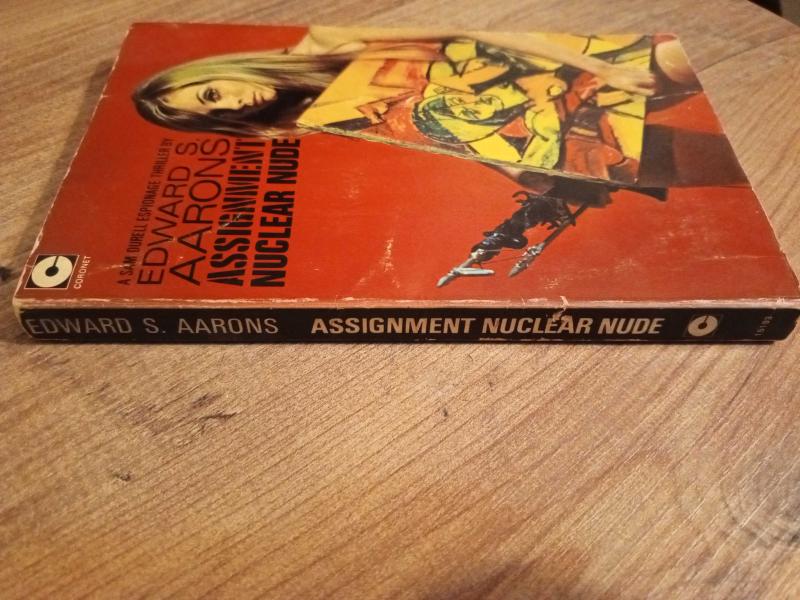 A SAM DURELL ESPIONAGE THRILLER BY
EDWARD S.
AARONS
ASSIGNMENT
NUCLEAR NUDE
CORONET
EDWARD S. AARONS ASSIGNMENT NUCLEAR NUDE